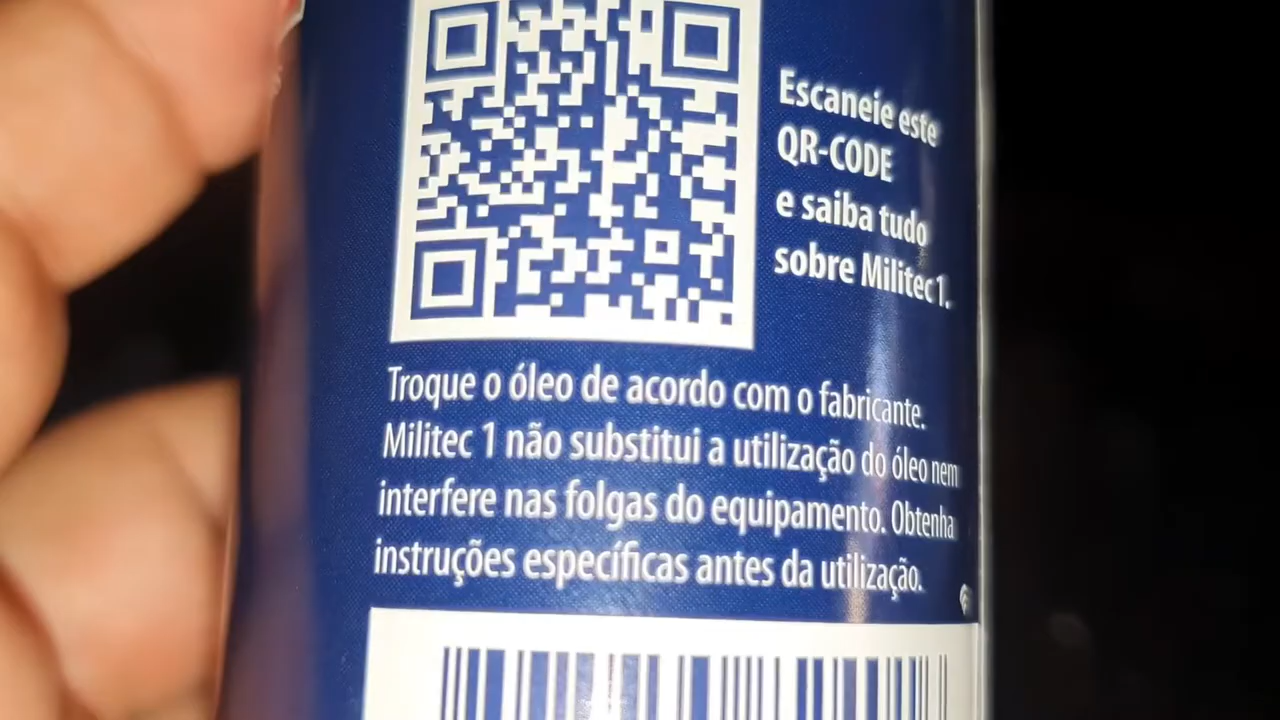 Escaneie este
QR-CODE
e saiba tudo
sobre Militec1.
Troque o óleo de acordo com o fabricante.
Militec 1 não substitui a utilização do óleo nem
interfere nas folgas do equipamento. Obtenha
instruções específicas antes da utilização.